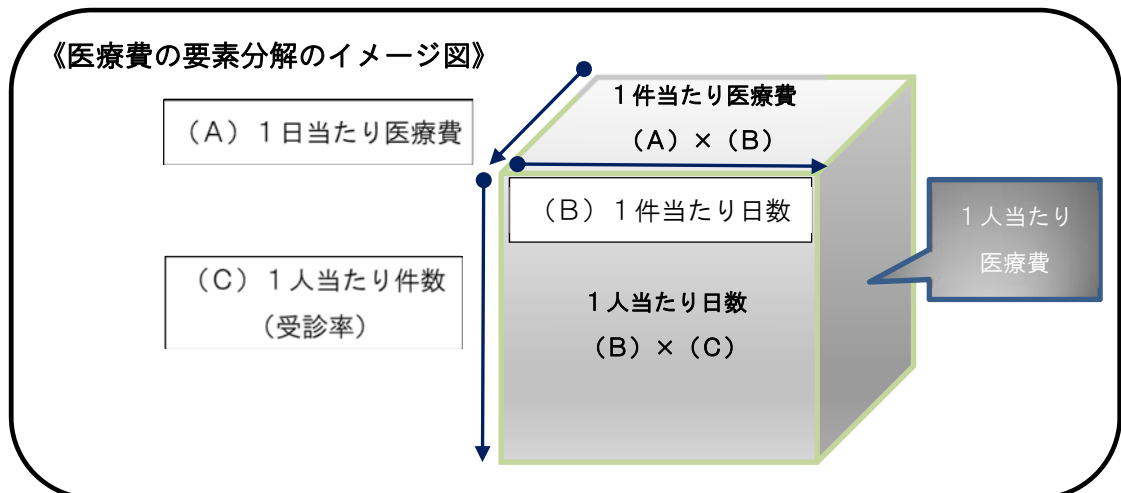 《医療費の要素分解のイメージ図》
１件当たり医療費
（Ａ）×（Ｂ）
（Ａ）１日当たり医療費
（Ｂ）１件当たり日数
１人当たり
医療費
（Ｃ）１人当たり件数
（受診率）
１人当たり日数
（Ｂ）×（Ｃ）